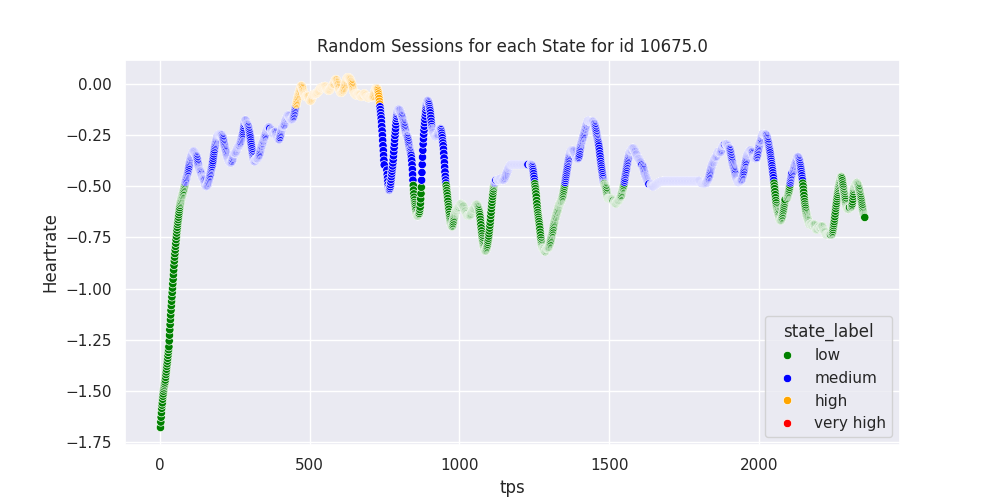 Random Sessions for each State for id 10675.0
Heartrate
0.00
−0.25
−0.50
−0.75
−1.00
−1.25
−1.50
−1.75
0
500
1000
1500
2000
tps
state_label
low
medium
high
very high